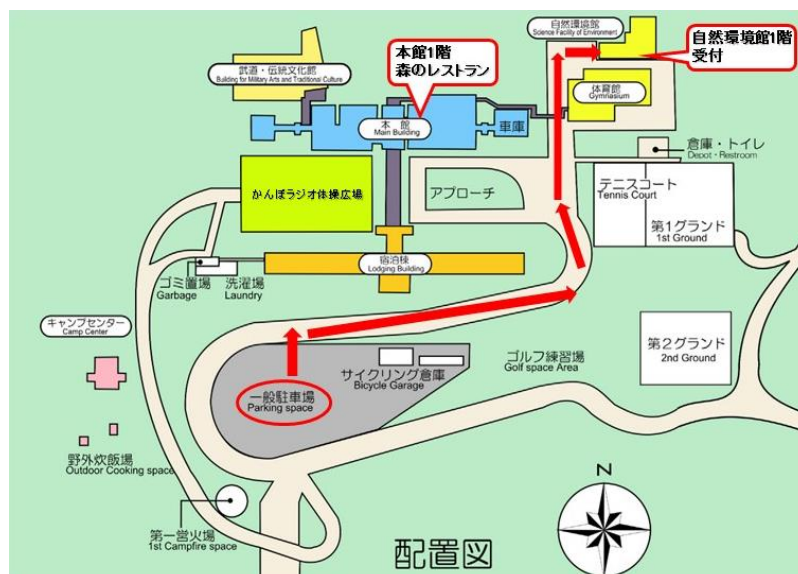 自然環境館
Science Facility of Environment
自然環境館1階
受付
武道・伝統文化館
Building for Military Arts and Traditional Culture
本館1階
森のレストラン
体育館
Gymnasium
本館
Main Building
車庫
倉庫・トイレ
Depot・Restroom
かんぽラジオ体操広場
アプローチ
テニスコート
Tennis Court
第1グランド
1st Ground
宿泊棟
Lodging Building
ゴミ置場
Garbage
洗濯場
Laundry
キャンプセンター
Camp Center
第2グランド
2nd Ground
ゴルフ練習場
Golf space Area
サイクリング倉庫
Bicycle Garage
一般駐車場
Parking space
野外炊飯場
Outdoor Cooking space
第一営火場
1st Campfire space
N
配置図